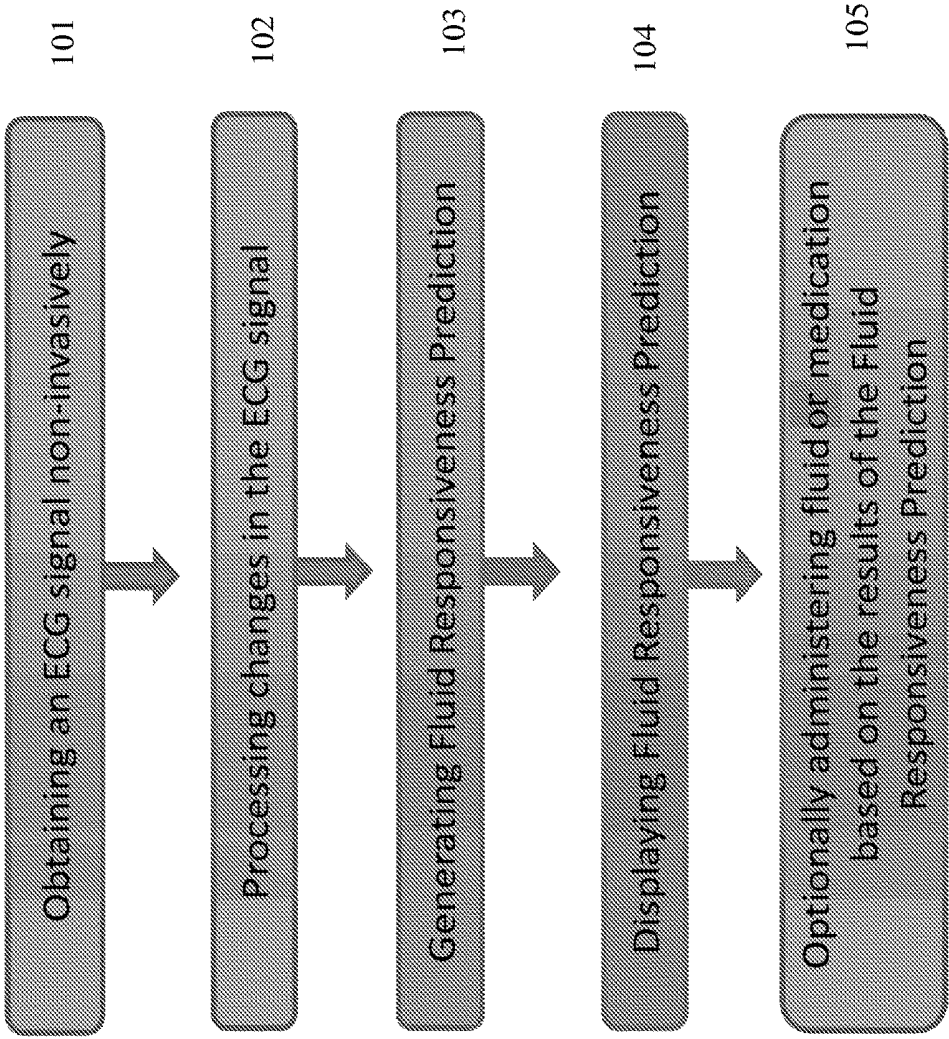 Obtaining an ECG signal non-invasively
101
Processing changes in the ECG signal
102
Generating Fluid Responsiveness Prediction
103
Displaying Fluid Responsiveness Prediction
104
Optionally administering fluid or medication
based on the results of the Fluid
Responsiveness Prediction
105